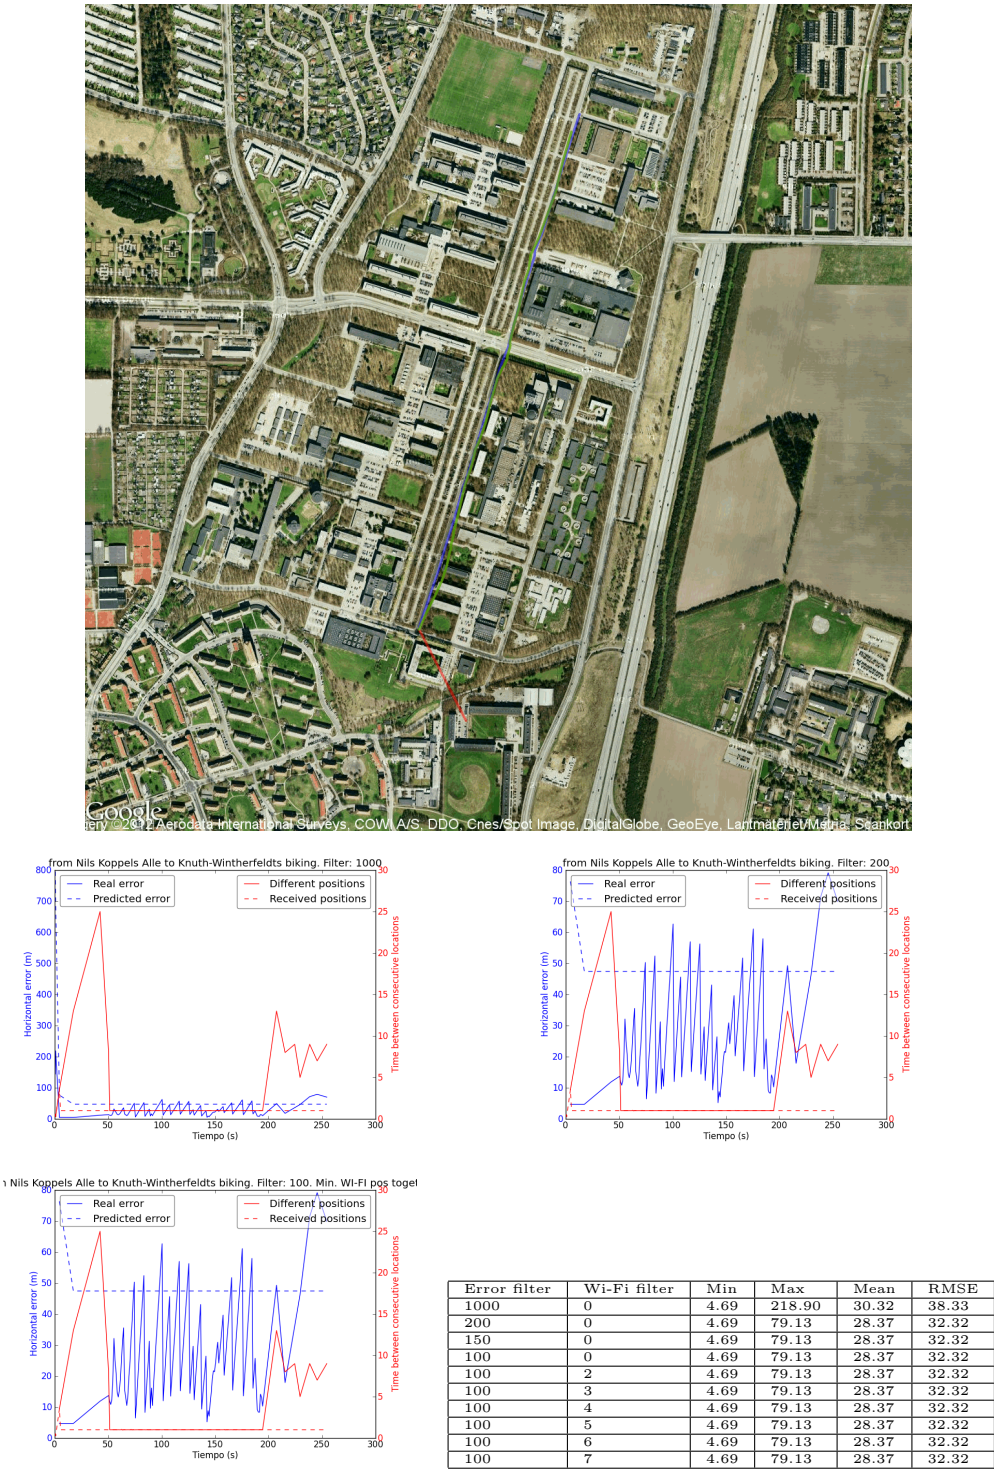 Google
ery ©2012 Aerodata International Surveys, COWI A/S, DDO, Cnes/Spot Image, DigitalGlobe, GeoEye, Lantmäteriet/Metria, Scankort
from Nils Koppels Alle to Knuth-Wintherfeldts biking. Filter: 1000
Real error
Predicted error
Different positions
Received positions
Horizontal error (m)
Time between consecutive locations
0 100 200 300 400 500 600 700 800
0 5 10 15 20 25 30
0 50 100 150 200 250 300
Tiempo (s)
from Nils Koppels Alle to Knuth-Wintherfeldts biking. Filter: 200
Real error
Predicted error
Different positions
Received positions
Horizontal error (m)
Time between consecutive locations
0 10 20 30 40 50 60 70 80
0 5 10 15 20 25 30
0 50 100 150 200 250 300
Tiempo (s)
Nils Koppels Alle to Knuth-Wintherfeldts biking. Filter: 100. Min. WI-FI pos toget
Real error
Predicted error
Different positions
Received positions
Horizontal error (m)
Time between consecutive locations
0 10 20 30 40 50 60 70 80
0 5 10 15 20 25 30
0 50 100 150 200 250 300
Tiempo (s)
Error filter Wi-Fi filter Min Max Mean RMSE
1000 0 4.69 218.90 30.32 38.33
200 0 4.69 79.13 28.37 32.32
150 0 4.69 79.13 28.37 32.32
100 0 4.69 79.13 28.37 32.32
100 2 4.69 79.13 28.37 32.32
100 3 4.69 79.13 28.37 32.32
100 4 4.69 79.13 28.37 32.32
100 5 4.69 79.13 28.37 32.32
100 6 4.69 79.13 28.37 32.32
100 7 4.69 79.13 28.37 32.32